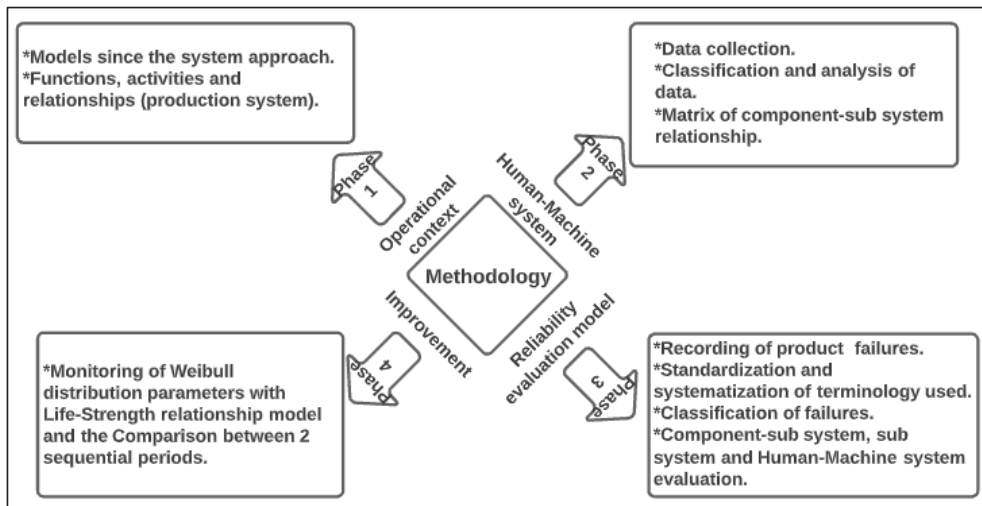 *Models since the system approach.
*Functions, activities and
relationships (production system).
*Data collection.
*Classification and analysis of
data.
*Matrix of component-sub system
relationship.
Phase
1
Operational
context
Human-Machine
system
Phase
2
Methodology
Improvement
Phase
4
Reliability
evaluation model
Phase
3
*Monitoring of Weibull
distribution parameters with
Life-Strength relationship model
and the Comparison between 2
sequential periods.
*Recording of product failures.
*Standardization and
systematization of terminology used.
*Classification of failures.
*Component-sub system, sub
system and Human-Machine system
evaluation.